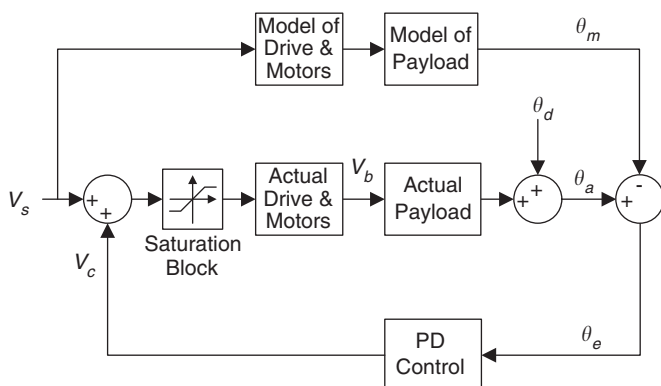 Model of
Drive &
Motors
Model of
Payload
θm
θd
Vs
+
+
Saturation
Block
Actual
Drive &
Motors
Vb
Actual
Payload
+
+
θa
-
+
Vc
PD
Control
θe